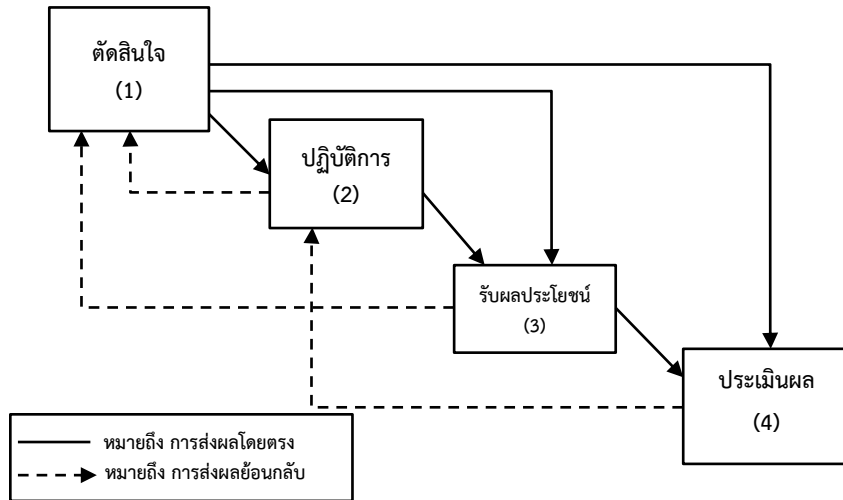 ตัดสินใจ
(1)
ปฏิบัติการ
(2)
รับผลประโยชน์
(3)
ประเมินผล
(4)
หมายถึง การส่งผลโดยตรง
หมายถึง การส่งผลย้อนกลับ